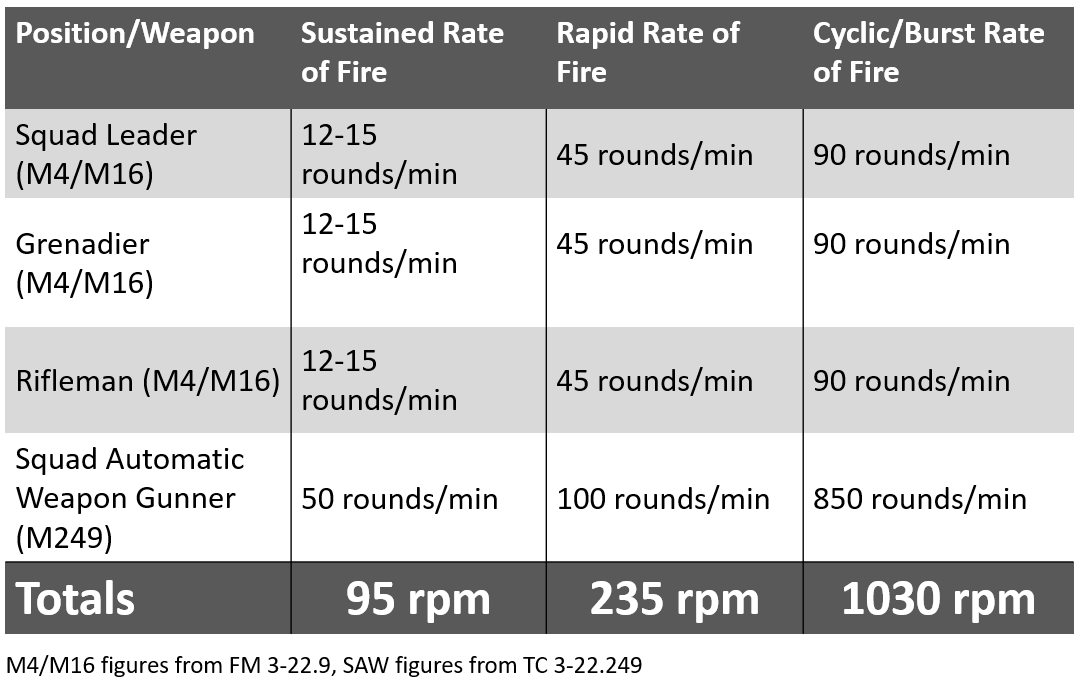 Position/Weapon
Sustained Rate
of Fire
Rapid Rate of
Fire
Cyclic/Burst Rate
of Fire
Squad Leader
(M4/M16)
12-15
rounds/min
45 rounds/min
90 rounds/min
Grenadier
(M4/M16)
12-15
rounds/min
45 rounds/min
90 rounds/min
Rifleman (M4/M16)
12-15
rounds/min
45 rounds/min
90 rounds/min
Squad Automatic
Weapon Gunner
(M249)
50 rounds/min
100 rounds/min
850 rounds/min
Totals
95 rpm
235 rpm
1030 rpm
M4/M16 figures from FM 3-22.9, SAW figures from TC 3-22.249